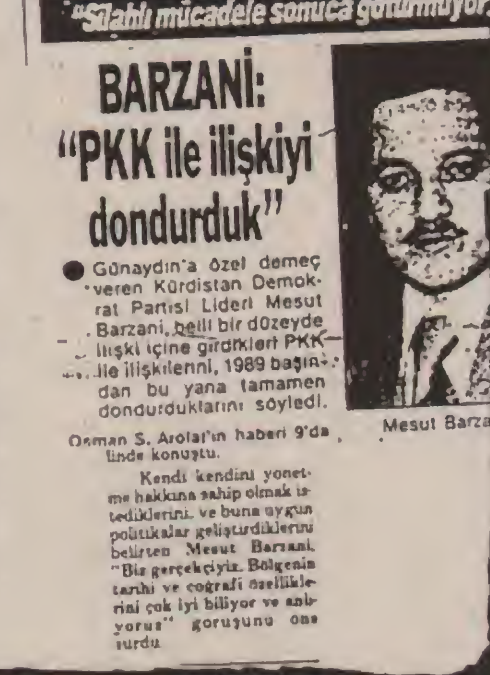 "Silahlı mücadele sonuca götürmüyor.
BARZANİ:
"PKK ile ilişkiyi
dondurduk"
● Günaydın'a özel demeç
veren Kürdistan Demok-
rat Partisi Lideri Mesut
Barzani, belli bir düzeyde
ilişki içine girdikleri PKK
ile ilişkilerini, 1989 başın-
dan bu yana tamamen
dondurduklarını söyledi.
Osman S. Arolat'ın haberi 9'da
linde konuştu.
Kendi kendini yönet-
me hakkına sahip olmak is-
tediklerini, ve buna uygun
politikalar geliştirdiklerini
belirten Mesut Barzani,
"Biz gerçekçiyiz. Bölgenin
tarihi ve coğrafi özellikle-
rini çok iyi biliyor ve anlı-
yoruz" görüşünü öne
sürdü.
Mesut Barza